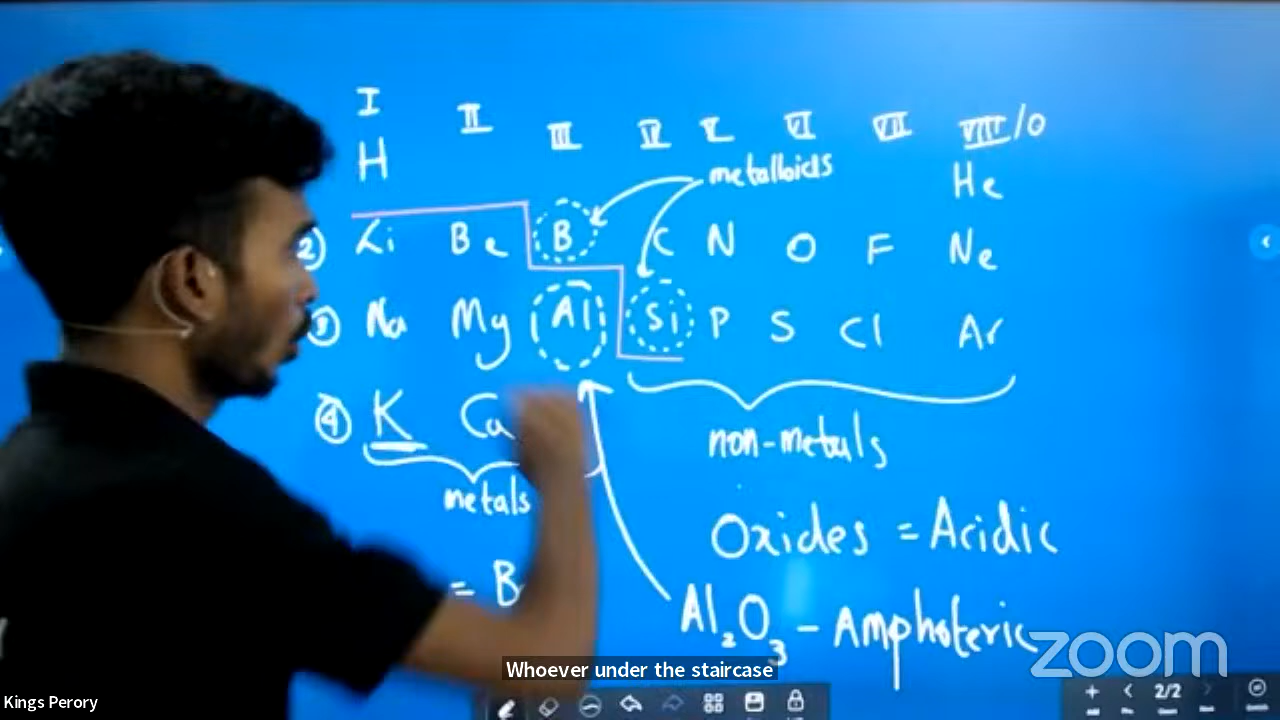 I II III IV V VI VII VIII/0
H metalloids He
2 Li Be B C N O F Ne
3 Na Mg Al Si P S Cl Ar
4 K Ca
non-metals
metals
Oxides = Acidic
= B
Al₂O₃ - Amphoteric
zoom
Whoever under the staircase
Kings Perory
2/2